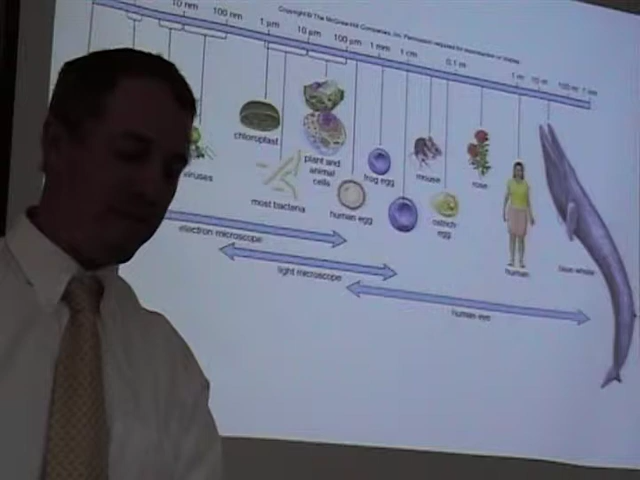 Copyright © The McGraw-Hill Companies, Inc. Permission required for reproduction or display.
10 nm
100 nm
1 µm
10 µm
100 µm
1 mm
1 cm
0.1 m
1 m
10 m
100 m
1 km
viruses
chloroplast
most bacteria
plant and
animal
cells
human egg
frog egg
mouse
ostrich
egg
rose
human
blue whale
electron microscope
light microscope
human eye